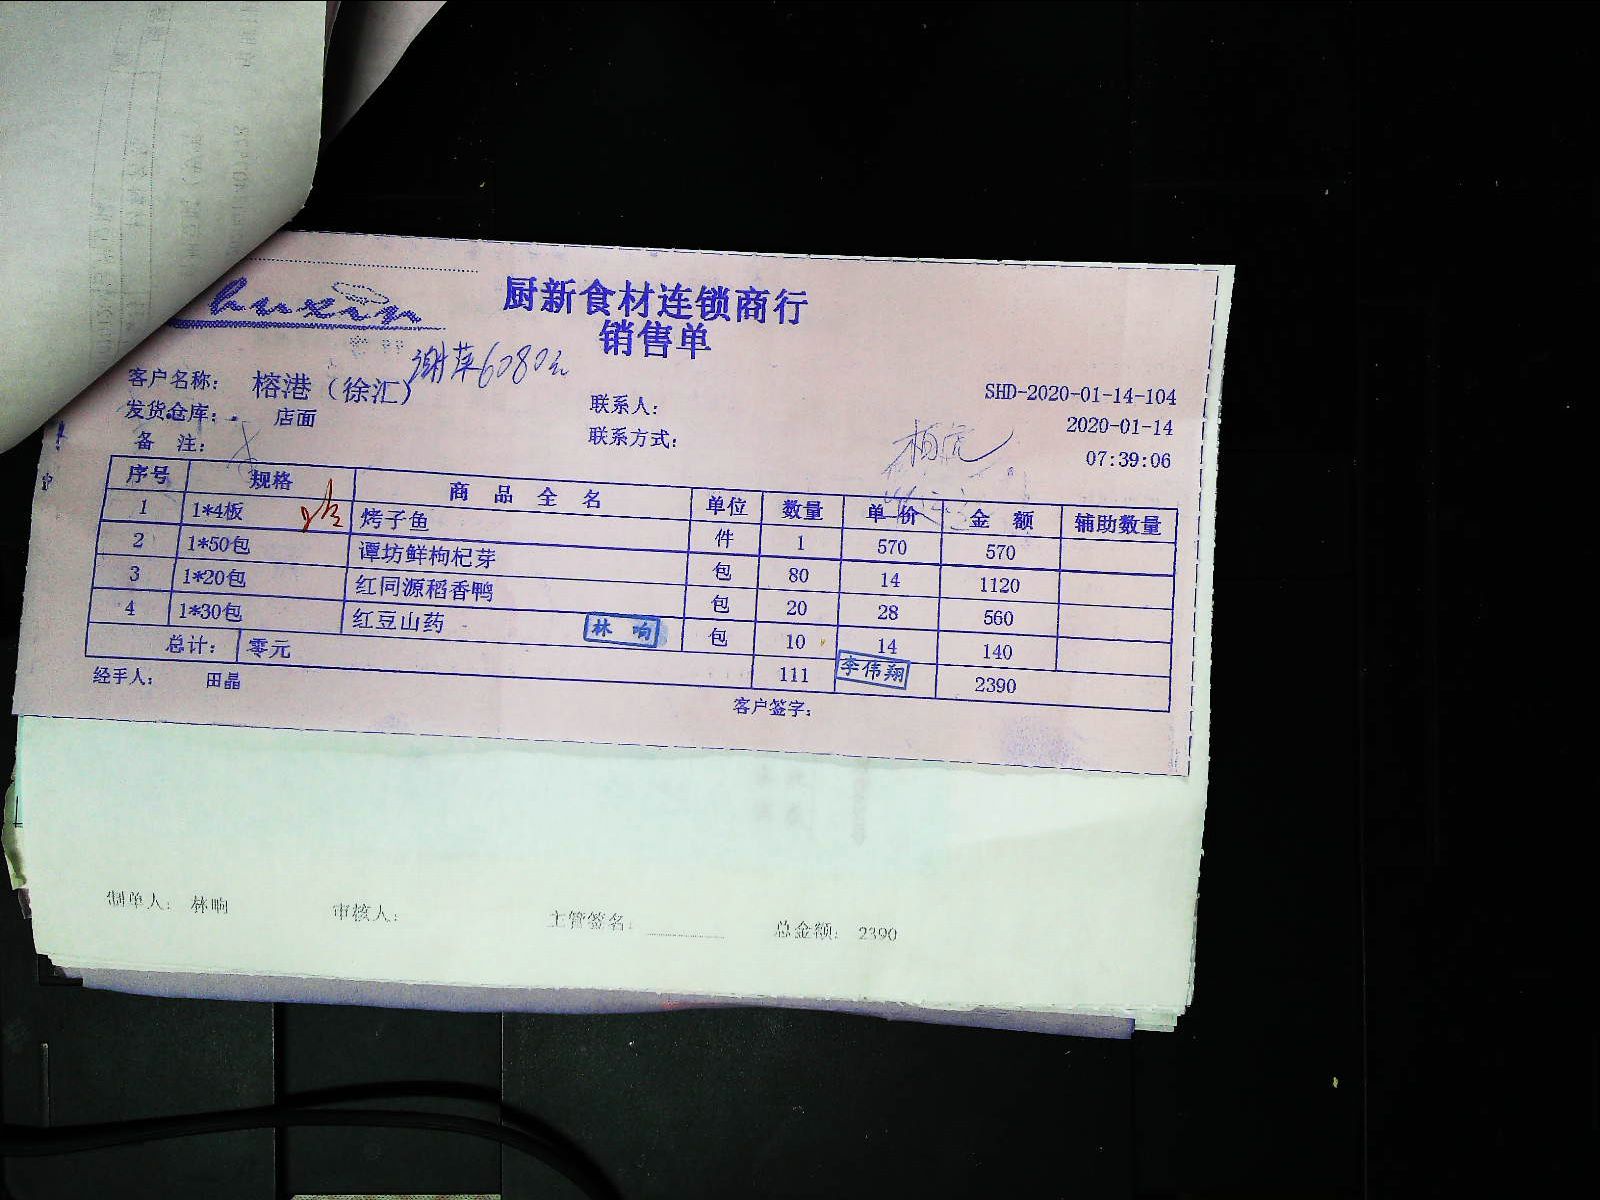 厨新食材连锁商行
销售单
谢萍6080元
客户名称: 榕港（徐汇） 联系人: SHD-2020-01-14-104
发货仓库: 店面 联系方式: 2020-01-14
备 注: 07:39:06
序号 规格 商品全名 单位 数量 单价 金额 辅助数量
1 1*4板 烤子鱼 件 1 570 570
2 1*50包 谭坊鲜枸杞芽 包 80 14 1120
3 1*20包 红同源稻香鸭 包 20 28 560
4 1*30包 红豆山药 包 10 14 140
林响
总计: 零元 111 2390
李伟翔
经手人: 田晶 客户签字:
制单人: 林响 审核人: 主管签名: 总金额: 2390